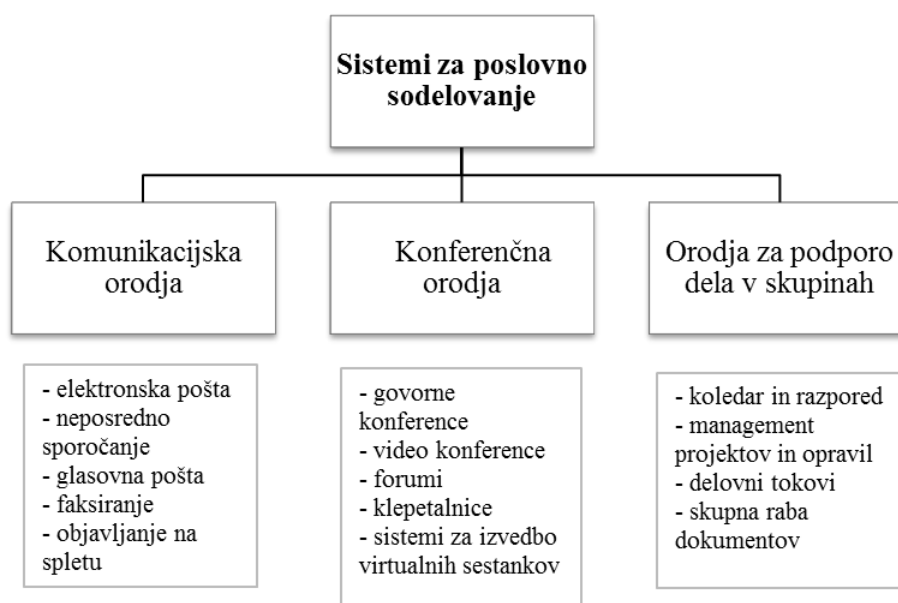 Sistemi za poslovno
sodelovanje
Komunikacijska
orodja
Konferenčna
orodja
Orodja za podporo
dela v skupinah
- elektronska pošta
- neposredno
sporočanje
- glasovna pošta
- faksiranje
- objavljanje na
spletu
- govorne
konference
- video konference
- forumi
- klepetalnice
- sistemi za izvedbo
virtualnih sestankov
- koledar in razpored
- management
projektov in opravil
- delovni tokovi
- skupna raba
dokumentov